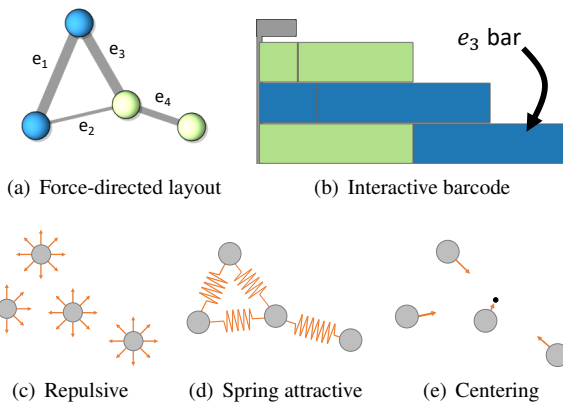 e₁
e₃
e₂
e₄
e₃ bar
(a) Force-directed layout
(b) Interactive barcode
(c) Repulsive
(d) Spring attractive
(e) Centering